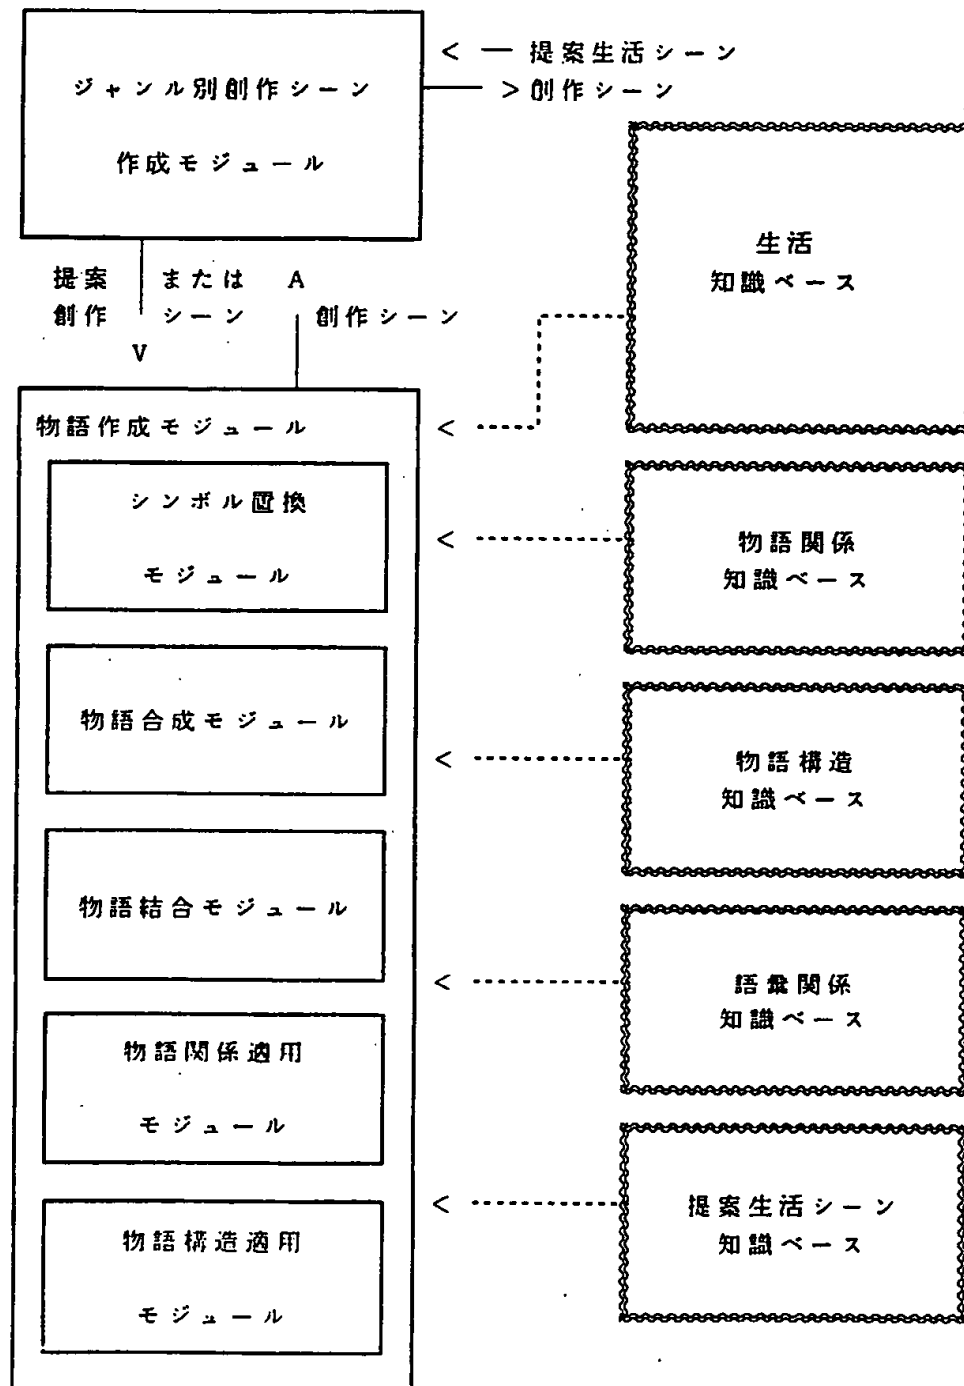 ジャンル別創作シーン
作成モジュール
< — 提案生活シーン
> 創作シーン
提案 または A
創作 シーン 創作シーン
V
物語作成モジュール
シンボル置換
モジュール
物語合成モジュール
物語結合モジュール
物語関係適用
モジュール
物語構造適用
モジュール
生活
知識ベース
物語関係
知識ベース
物語構造
知識ベース
語彙関係
知識ベース
提案生活シーン
知識ベース